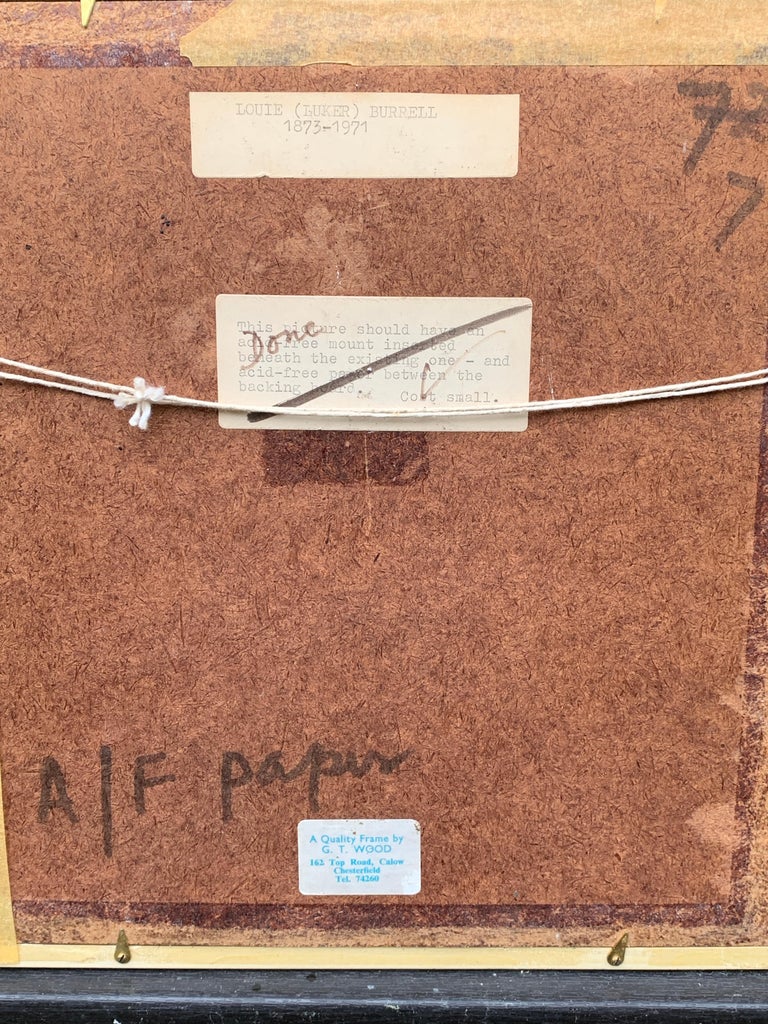 LOUIE (LUKER) BURRELL
1873-1971
7
7
Done
This picture should have an
acid-free mount inserted
beneath the existing one - and
acid-free paper between the
backing board. Cost small.
A/F paper
A Quality Frame by
G. T. WOOD
162 Top Road, Calow
Chesterfield
Tel. 74260